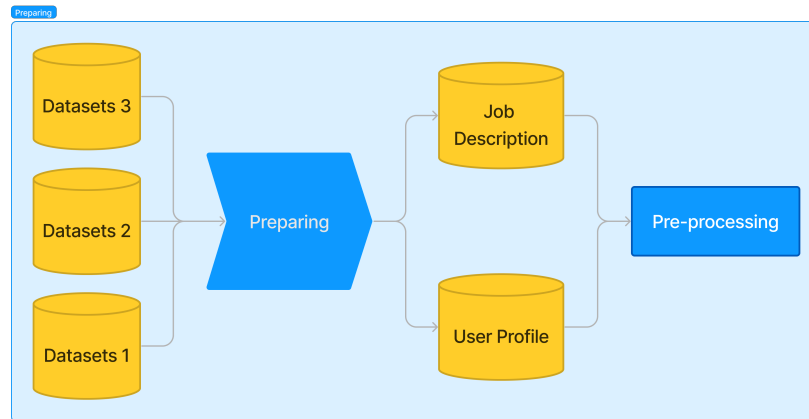 Preparing
Datasets 3
Datasets 2
Datasets 1
Preparing
Job
Description
User Profile
Pre-processing